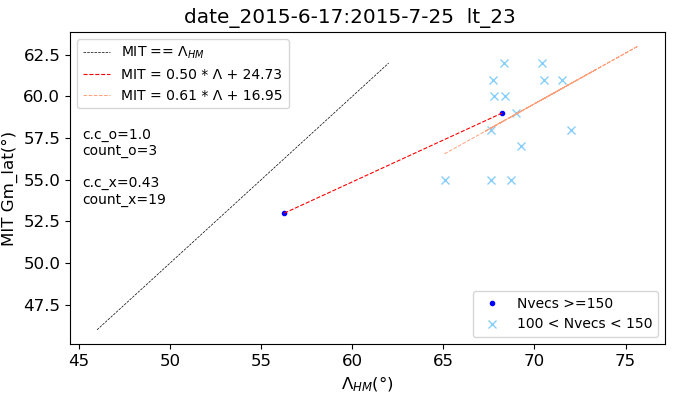 date_2015-6-17:2015-7-25  lt_23
MIT == Λ_HM
MIT = 0.50 * Λ + 24.73
MIT = 0.61 * Λ + 16.95
c.c_o=1.0
count_o=3
c.c_x=0.43
count_x=19
MIT Gm_lat(°)
62.5
60.0
57.5
55.0
52.5
50.0
47.5
Nvecs >=150
100 < Nvecs < 150
45 50 55 60 65 70 75
Λ_HM(°)